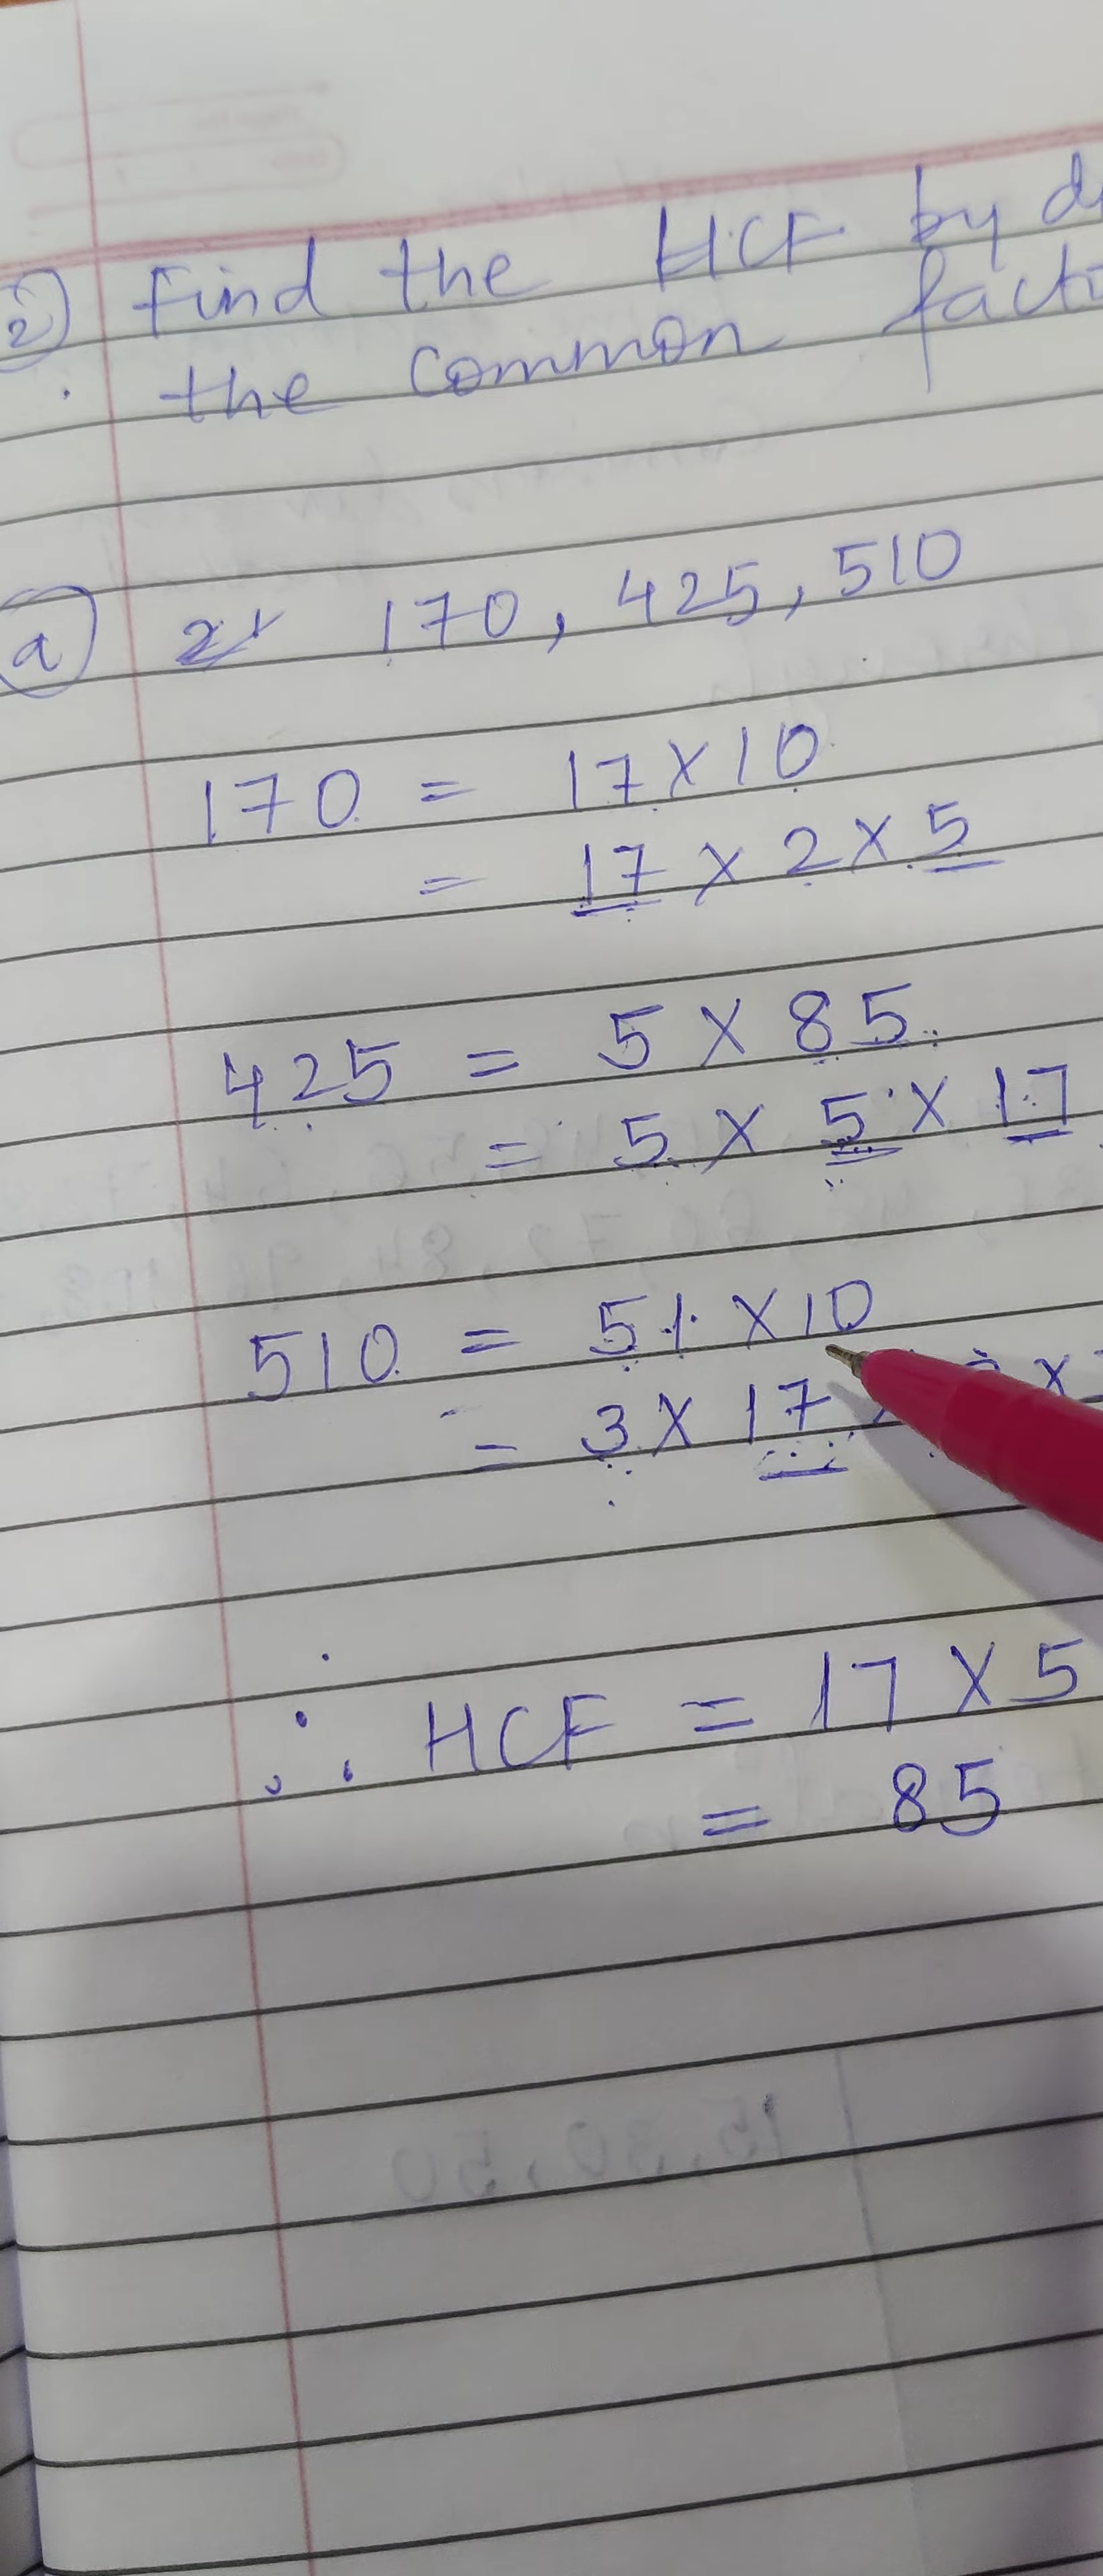 2) Find the HCF by
the common
a) 170, 425, 510
170 = 17 × 10
= 17 × 2 × 5
425 = 5 × 85
= 5 × 5 × 17
510 = 51 × 10
= 3 × 17 ×
∴ HCF = 17 × 5
= 85